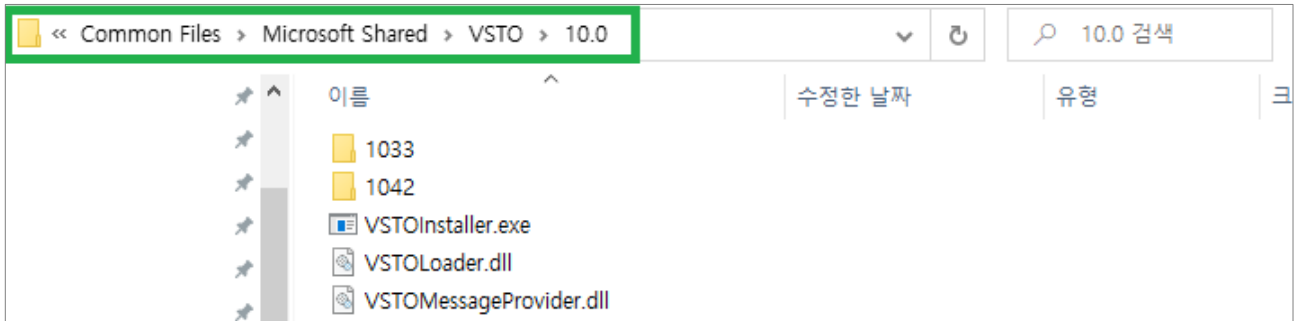 « Common Files > Microsoft Shared > VSTO > 10.0 10.0 검색
이름 수정한 날짜 유형 크
1033
1042
VSTOInstaller.exe
VSTOLoader.dll
VSTOMessageProvider.dll